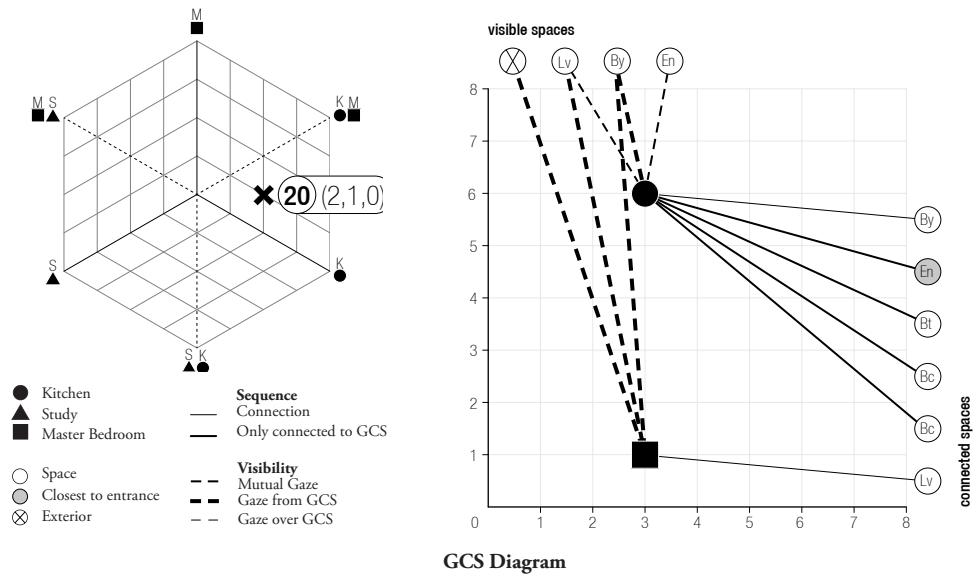 M
M S
K M
20 (2,1,0)
S
K
S K
Kitchen
Study
Master Bedroom
Space
Closest to entrance
Exterior
Sequence
Connection
Only connected to GCS
Visibility
Mutual Gaze
Gaze from GCS
Gaze over GCS
visible spaces
Lv By En
8
7
6
5
4
3
2
1
0 1 2 3 4 5 6 7 8
By
En
Bt
Bc
Bc
Lv
connected spaces
GCS Diagram